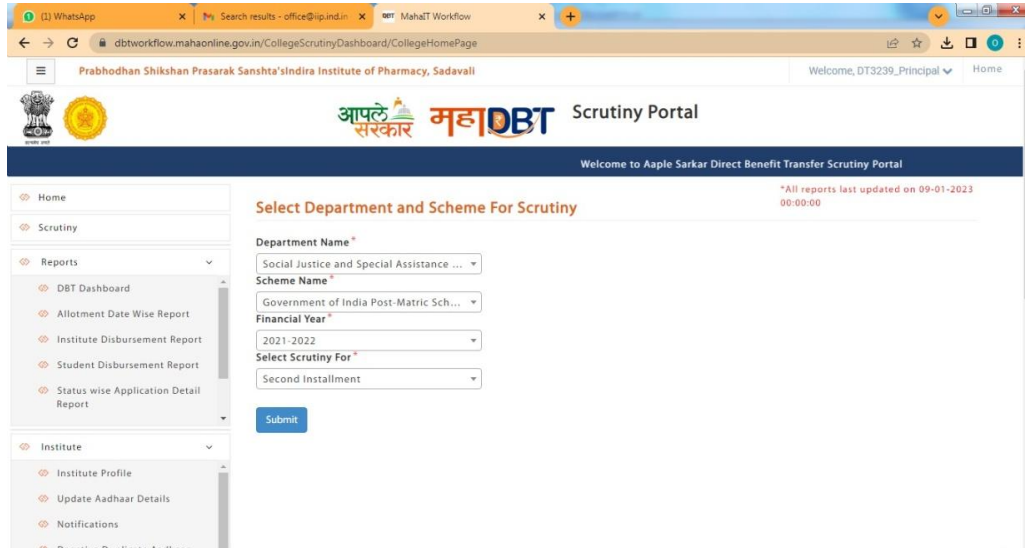 (1) WhatsApp
Search results - office@iip.ind.in
DBT MahaIT Workflow
dbtworkflow.mahaonline.gov.in/CollegeScrutinyDashboard/CollegeHomePage
Prabhodhan Shikshan Prasarak Sanshta'sIndira Institute of Pharmacy, Sadavali
Welcome, DT3239_Principal
Home
आपले सरकार
महाDBT
Scrutiny Portal
Welcome to Aaple Sarkar Direct Benefit Transfer Scrutiny Portal
Home
Scrutiny
Reports
DBT Dashboard
Allotment Date Wise Report
Institute Disbursement Report
Student Disbursement Report
Status wise Application Detail
Report
Institute
Institute Profile
Update Aadhaar Details
Notifications
*All reports last updated on 09-01-2023
00:00:00
Select Department and Scheme For Scrutiny
Department Name*
Social Justice and Special Assistance ...
Scheme Name*
Government of India Post-Matric Sch...
Financial Year*
2021-2022
Select Scrutiny For*
Second Installment
Submit